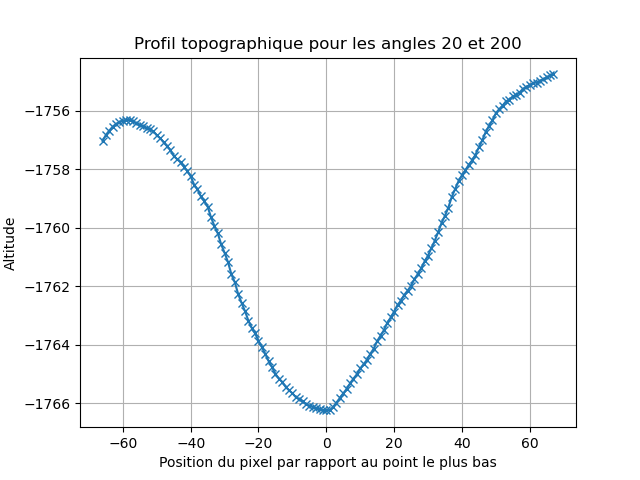 Profil topographique pour les angles 20 et 200
Altitude
−1756
−1758
−1760
−1762
−1764
−1766
−60 −40 −20 0 20 40 60
Position du pixel par rapport au point le plus bas